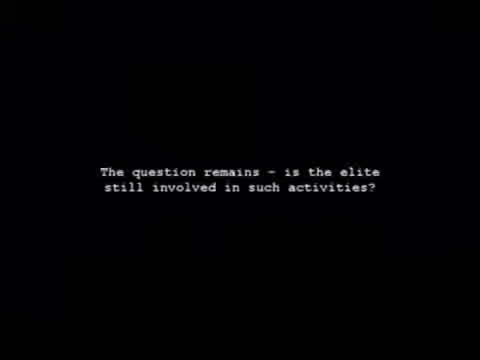 The question remains - is the elite
still involved in such activities?